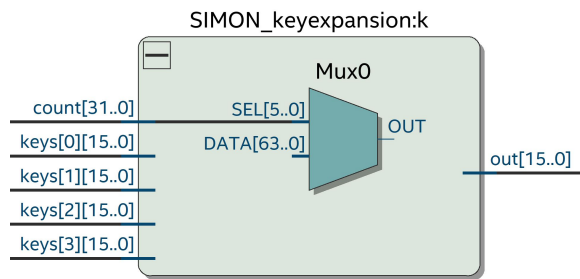 SIMON_keyexpansion:k
Mux0
count[31..0]
SEL[5..0]
OUT
keys[0][15..0]
DATA[63..0]
out[15..0]
keys[1][15..0]
keys[2][15..0]
keys[3][15..0]